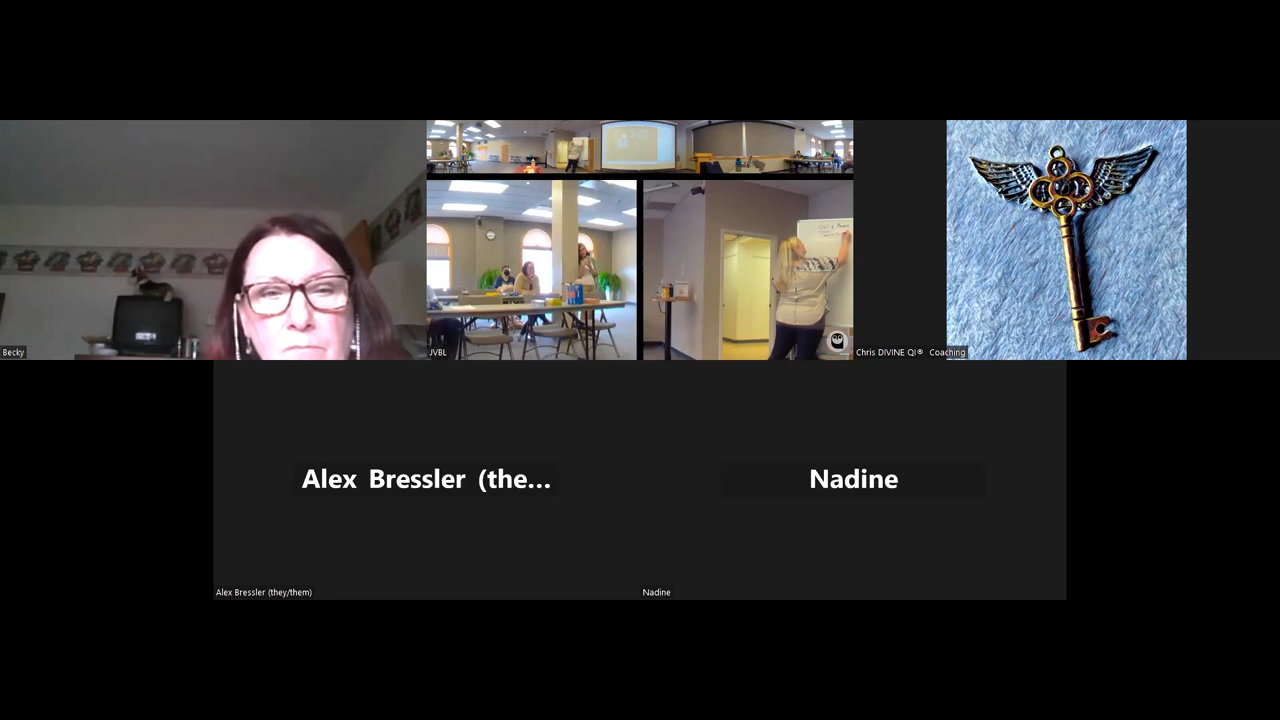 Becky
JVBL
Chris DIVINE QI® Coaching
Alex Bressler (the...
Nadine
Alex Bressler (they/them)
Nadine